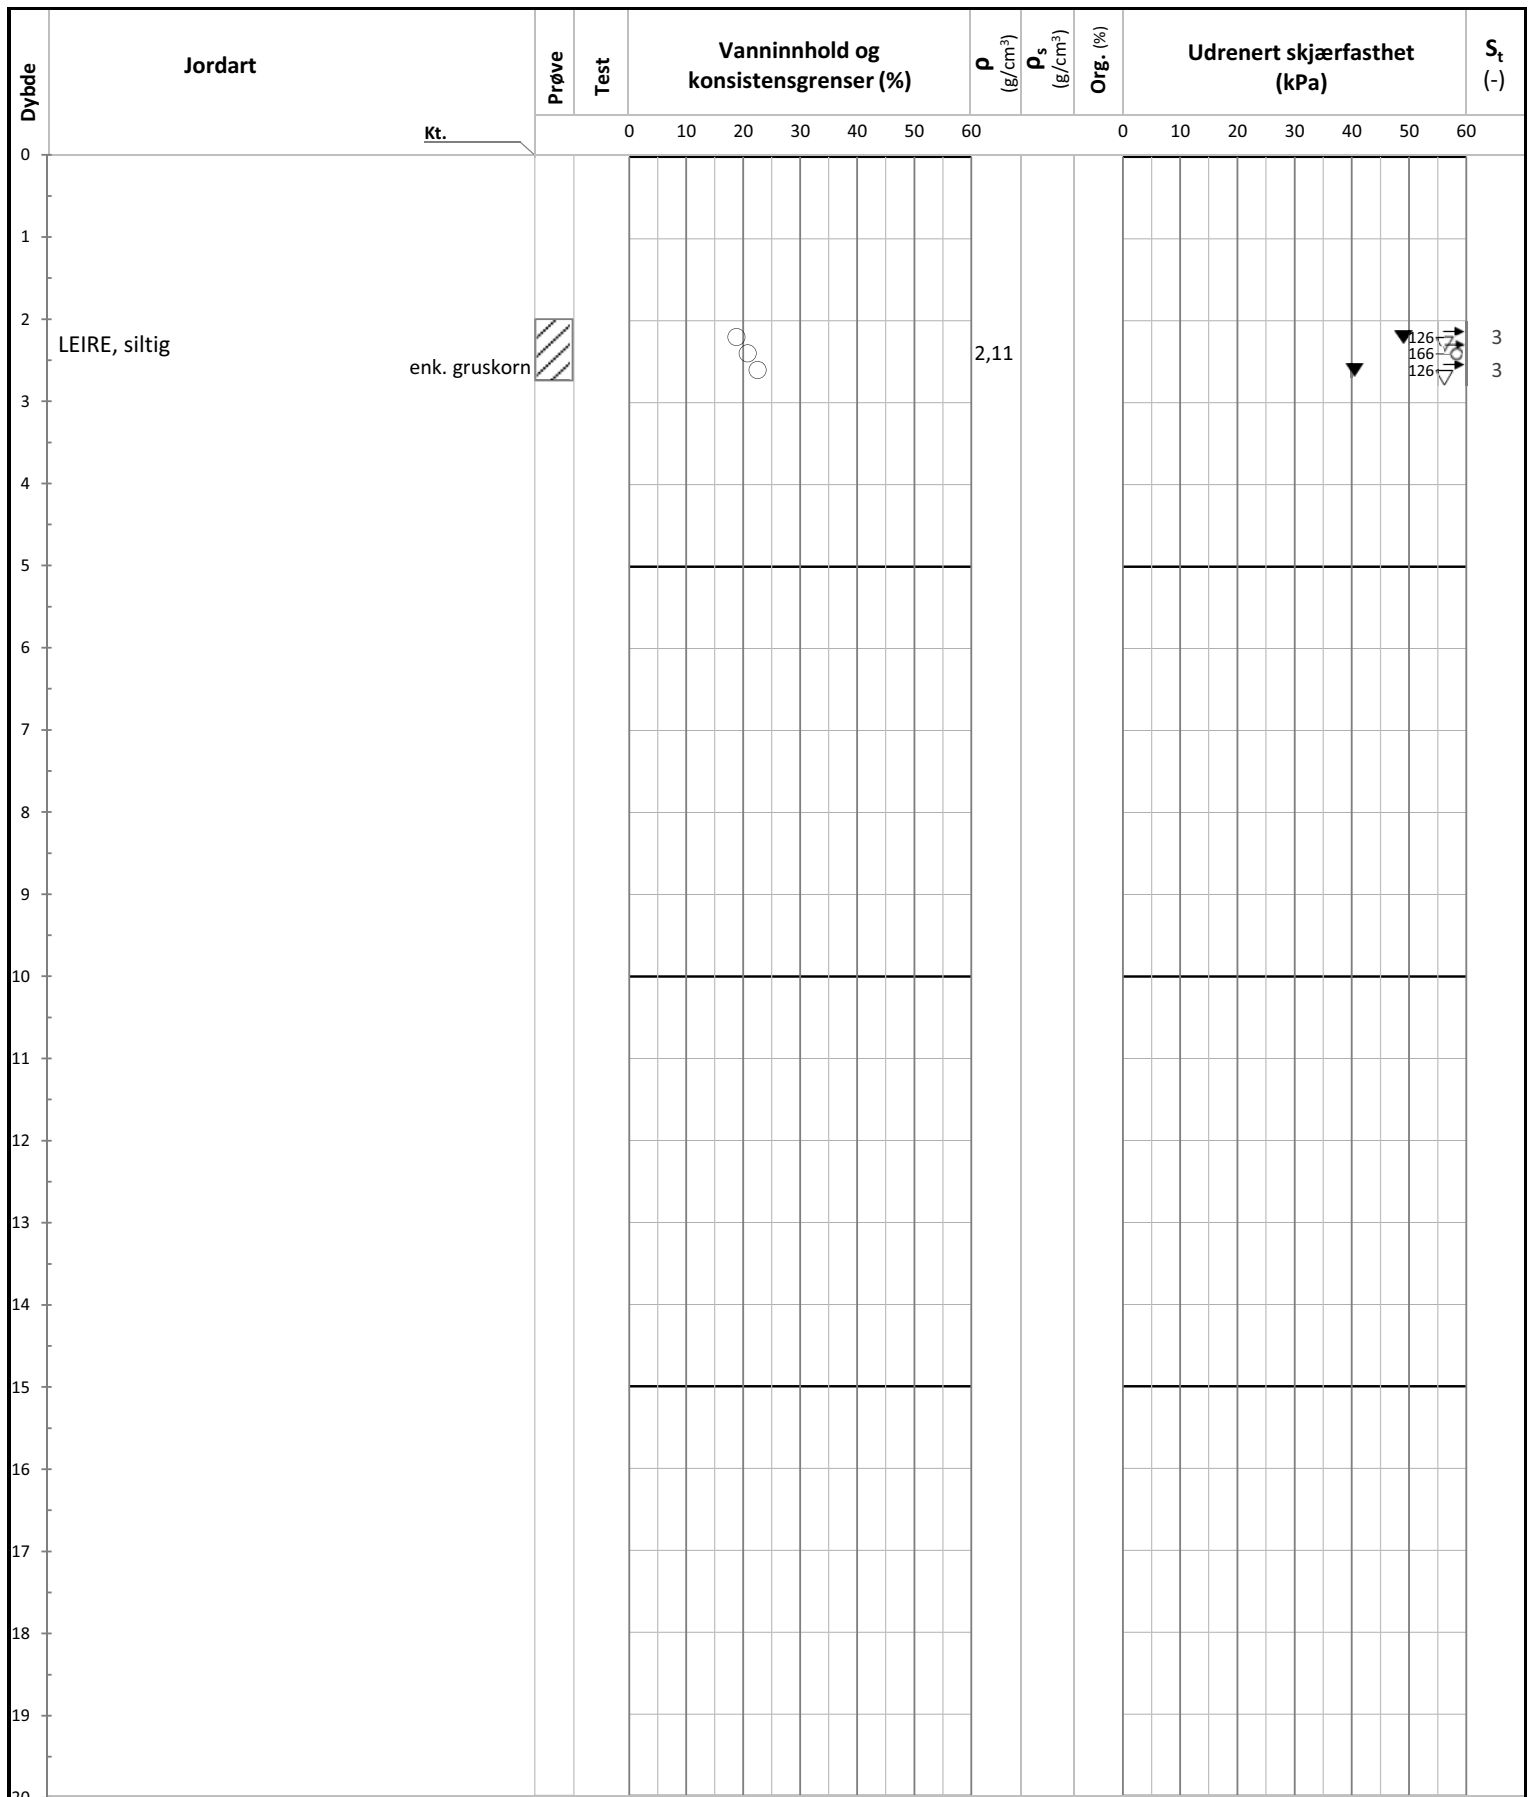 Dybde
Jordart
Kt.
Prøve
Test
Vanninnhold og
konsistensgrenser (%)
ρ
(g/cm³)
ρs
(g/cm³)
Org. (%)
Udrenert skjærfasthet
(kPa)
St
(-)
0 10 20 30 40 50 60
0 10 20 30 40 50 60
0
1
2
LEIRE, siltig
enk. gruskorn
2,11
126
166
126
3
3
3
4
5
6
7
8
9
10
11
12
13
14
15
16
17
18
19
20